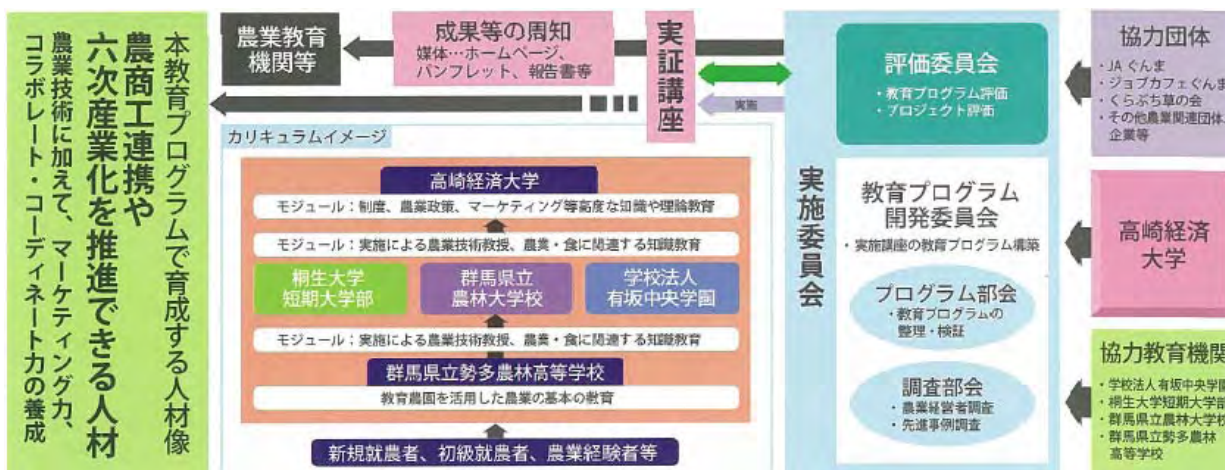 本教育プログラムで育成する人材像
農商工連携や
六次産業化を推進できる人材
農業技術に加えて、マーケティング力、
コラボレート・コーディネート力の養成
農業教育
機関等
成果等の周知
媒体…ホームページ、
パンフレット、報告書等
実証講座
実施
カリキュラムイメージ
高崎経済大学
モジュール：制度、農業政策、マーケティング等高度な知識や理論教育
モジュール：実施による農業技術教授、農業・食に関連する知識教育
桐生大学
短期大学部
群馬県立
農林大学校
学校法人
有坂中央学園
モジュール：実施による農業技術教授、農業・食に関連する知識教育
群馬県立勢多農林高等学校
教育農園を活用した農業の基本の教育
新規就農者、初級就農者、農業経験者等
実施委員会
評価委員会
・教育プログラム評価
・プロジェクト評価
教育プログラム
開発委員会
・実施講座の教育プログラム構築
プログラム部会
・教育プログラムの
整理・検証
調査部会
・農業経営者調査
・先進事例調査
協力団体
・JAぐんま
・ジョブカフェぐんま
・くらぶち草の会
・その他農業関連団体、
企業等
高崎経済
大学
協力教育機関
・学校法人有坂中央学園
・桐生大学短期大学部
・群馬県立農林大学校
・群馬県立勢多農林
高等学校